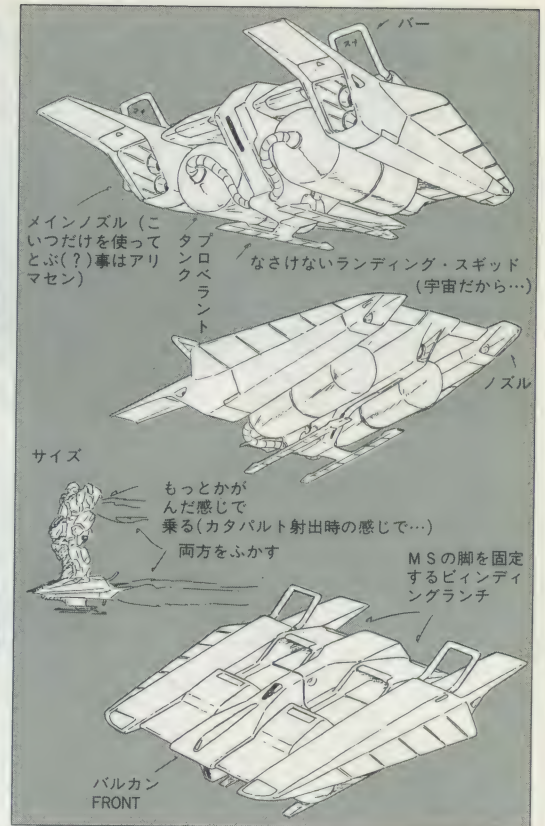 バー
メインノズル(こ
いつだけを使って
とぶ(?)事はアリ
マセン)
プロペラント
タンク
なさけないランディング・スギッド
(宇宙だから…)
ノズル
サイズ
もっとかが
んだ感じで
乗る(カタパルト射出時の感じで…)
両方をふかす
MSの脚を固定
するビィンディ
ングランチ
バルカン
FRONT